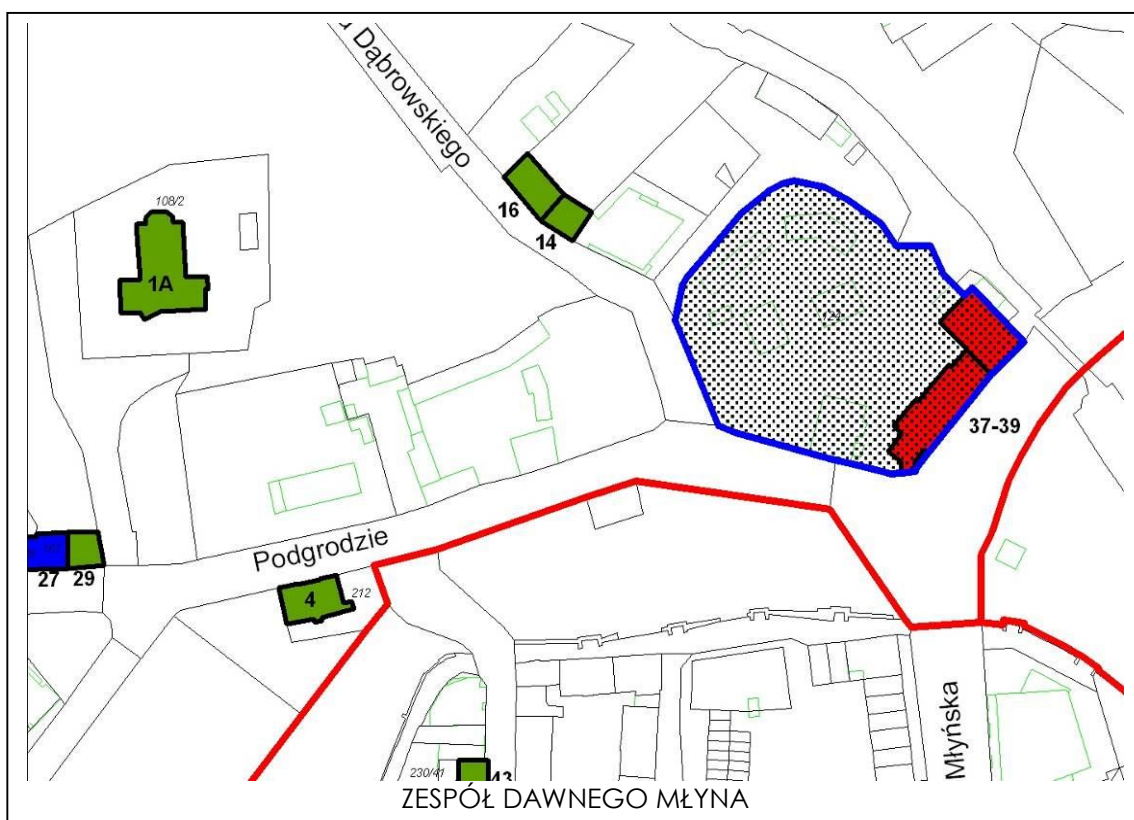 Dąbrowskiego
108/2
1A
16
14
124
37-39
Podgrodzie
27 29
4
212
Młyńska
230/41
43
ZESPÓŁ DAWNEGO MŁYNA